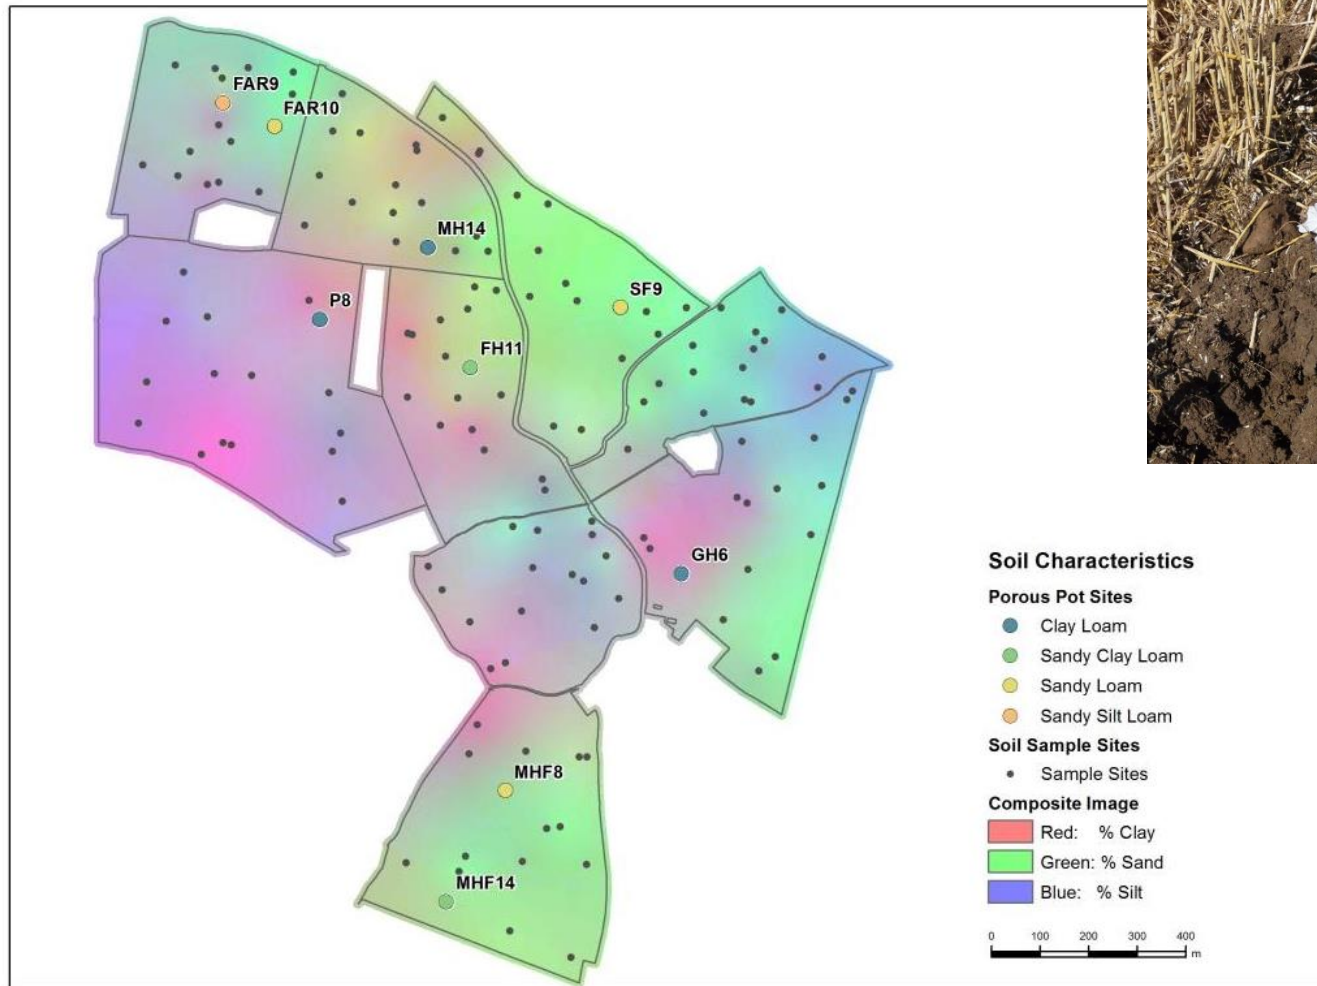 FAR9
FAR10
MH14
P8
SF9
FH11
GH6
MHF8
MHF14
Soil Characteristics
Porous Pot Sites
Clay Loam
Sandy Clay Loam
Sandy Loam
Sandy Silt Loam
Soil Sample Sites
Sample Sites
Composite Image
Red: % Clay
Green: % Sand
Blue: % Silt
0 100 200 300 400
m